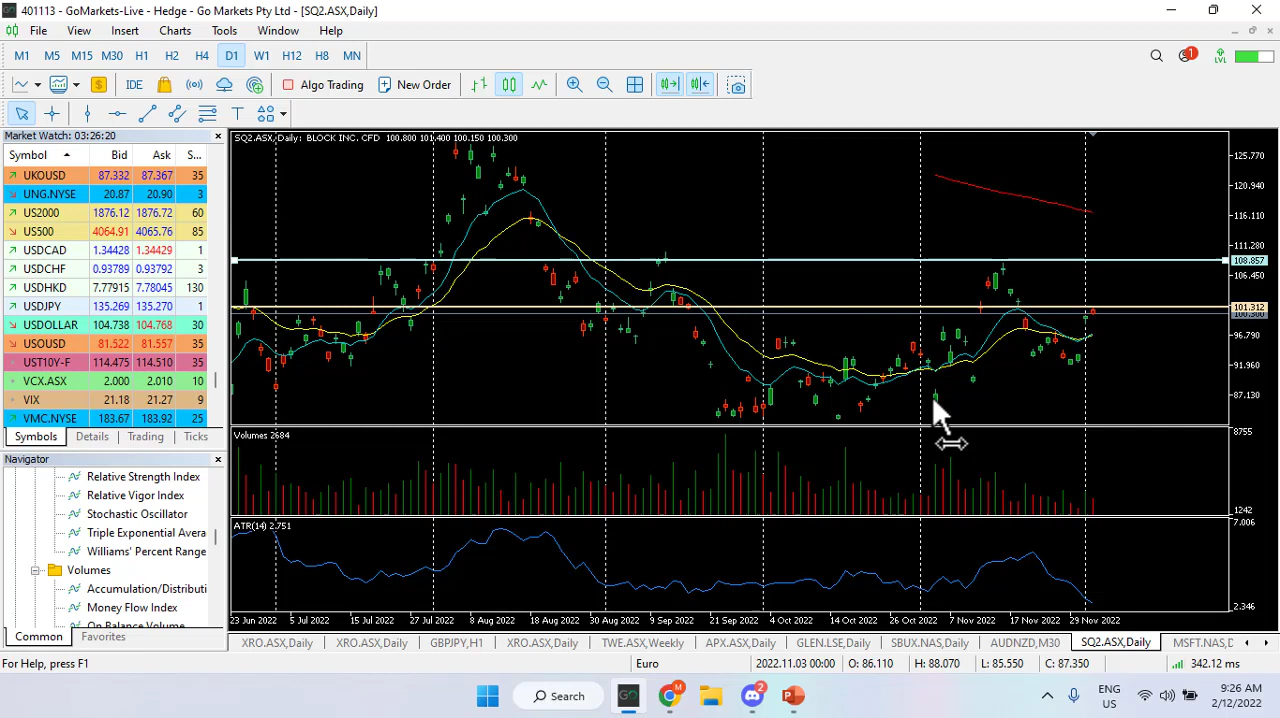 401113 - GoMarkets-Live - Hedge - Go Markets Pty Ltd - [SQ2.ASX,Daily]
File View Insert Charts Tools Window Help
M1 M5 M15 M30 H1 H2 H4 D1 W1 H12 H8 MN
1 LVL
IDE Algo Trading New Order
Market Watch: 03:26:20
Symbol Bid Ask S...
UKOUSD 87.332 87.367 35
UNG.NYSE 20.87 20.90 3
US2000 1876.12 1876.72 60
US500 4064.91 4065.76 85
USDCAD 1.34428 1.34429 1
USDCHF 0.93789 0.93792 3
USDHKD 7.77915 7.78045 130
USDJPY 135.269 135.270 1
USDOLLAR 104.738 104.768 30
USOUSD 81.522 81.557 35
UST10Y-F 114.475 114.510 35
VCX.ASX 2.000 2.010 10
VIX 21.18 21.27 9
VMC.NYSE 183.67 183.92 25
Symbols Details Trading Ticks
Navigator
Relative Strength Index
Relative Vigor Index
Stochastic Oscillator
Triple Exponential Avera
Williams' Percent Range
Volumes
Accumulation/Distributi
Money Flow Index
On Balance Volume
Common Favorites
SQ2.ASX,Daily: BLOCK INC. CFD 100.800 101.400 100.150 100.300
125.770
120.940
116.110
111.280
108.857
106.450
101.312
100.300
96.790
91.960
87.130
Volumes 2684
8755
1242
ATR(14) 2.751
7.006
2.346
23 Jun 2022 5 Jul 2022 15 Jul 2022 27 Jul 2022 8 Aug 2022 18 Aug 2022 30 Aug 2022 9 Sep 2022 21 Sep 2022 4 Oct 2022 14 Oct 2022 26 Oct 2022 7 Nov 2022 17 Nov 2022 29 Nov 2022
XRO.ASX,Daily XRO.ASX,Daily GBPJPY,H1 XRO.ASX,Daily TWE.ASX,Weekly APX.ASX,Daily GLEN.LSE,Daily SBUX.NAS,Daily AUDNZD,M30 SQ2.ASX,Daily MSFT.NAS,D
For Help, press F1 Euro 2022.11.03 00:00 O: 86.110 H: 88.070 L: 85.550 C: 87.350 342.12 ms
Search GO M 2 P
ENG
US
9:26 AM
2/12/2022